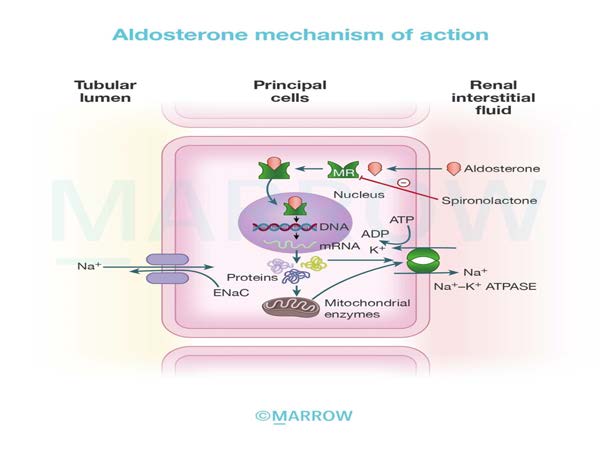 Aldosterone mechanism of action
Tubular
lumen
Principal
cells
Renal
interstitial
fluid
MR
Aldosterone
Nucleus
Spironolactone
DNA
ATP
ADP
mRNA
K⁺
Na⁺
Proteins
Na⁺
ENaC
Na⁺–K⁺ ATPASE
Mitochondrial
enzymes
MARROW
©MARROW